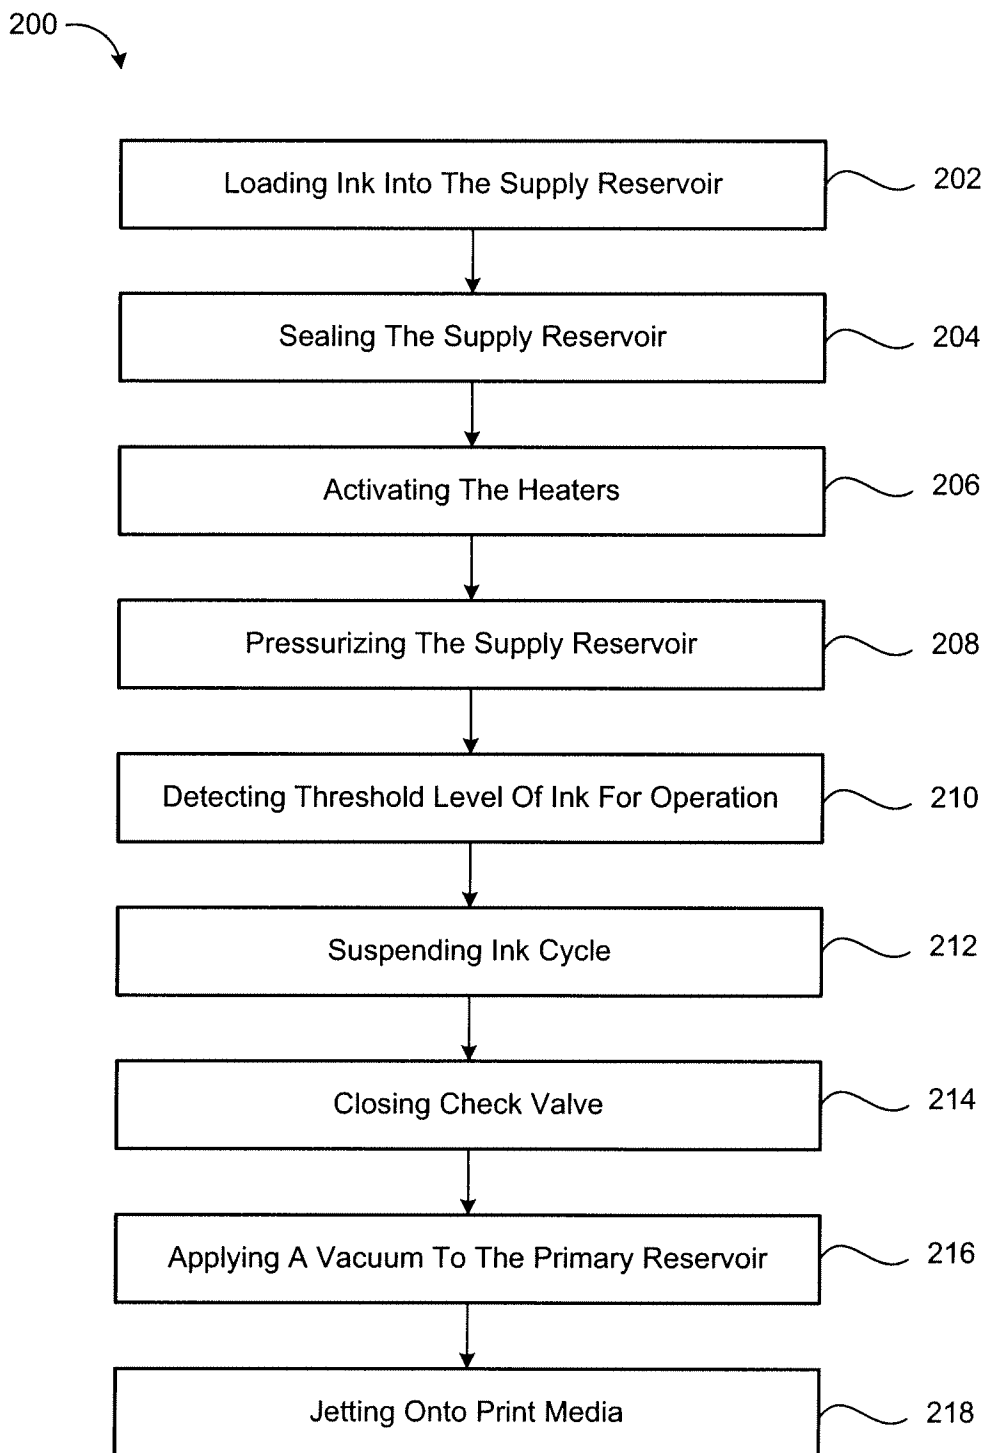 200
Loading Ink Into The Supply Reservoir
202
Sealing The Supply Reservoir
204
Activating The Heaters
206
Pressurizing The Supply Reservoir
208
Detecting Threshold Level Of Ink For Operation
210
Suspending Ink Cycle
212
Closing Check Valve
214
Applying A Vacuum To The Primary Reservoir
216
Jetting Onto Print Media
218